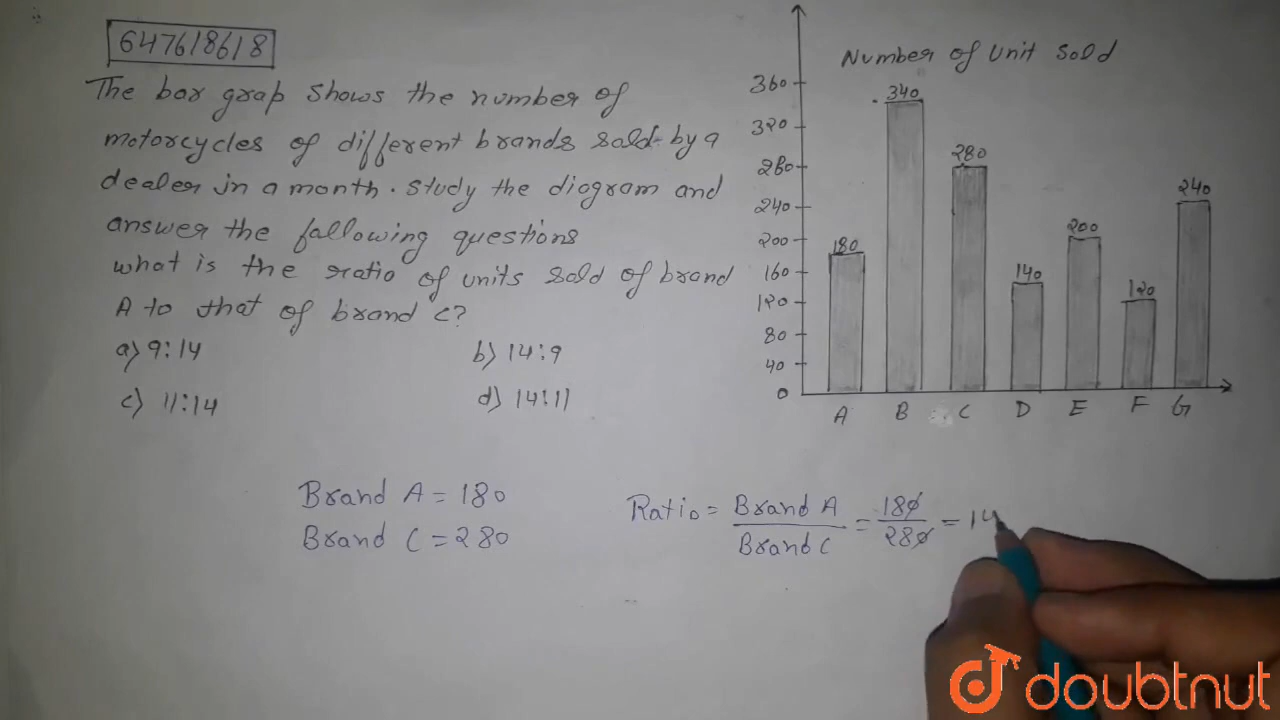 647618618
The bar grap shows the number of
motorcycles of different brands sold by a
dealer in a month. study the diagram and
answer the following questions
what is the ratio of units sold of brand
A to that of brand C?
a) 9:14
b) 14:9
c) 11:14
d) 14:11
Number of Unit Sold
360
320
280
240
200
160
120
80
40
0
180
340
280
140
200
120
240
A B C D E F G
Brand A = 180
Brand C = 280
Ratio = Brand A / Brand C = 180 / 280 = 14
doubtnut